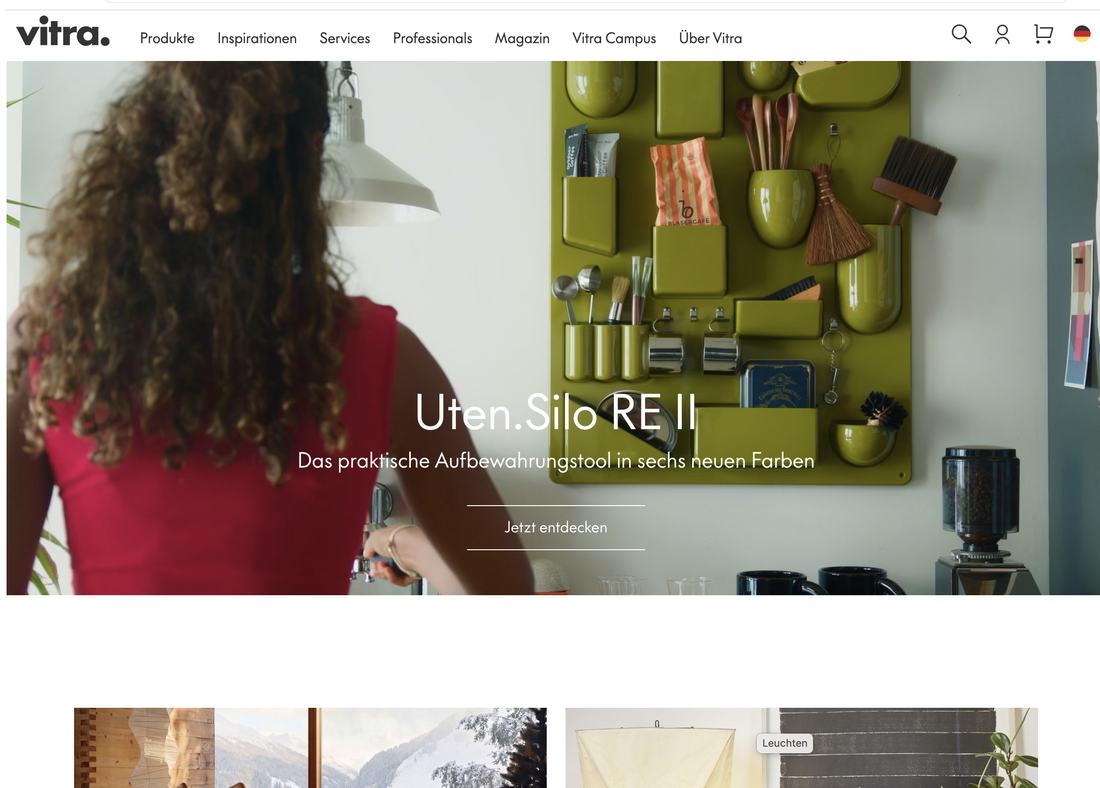 vitra.
Produkte Inspirationen Services Professionals Magazin Vitra Campus Über Vitra
BLASERCAFÉ
Uten.Silo RE II
Das praktische Aufbewahrungstool in sechs neuen Farben
Jetzt entdecken
Leuchten